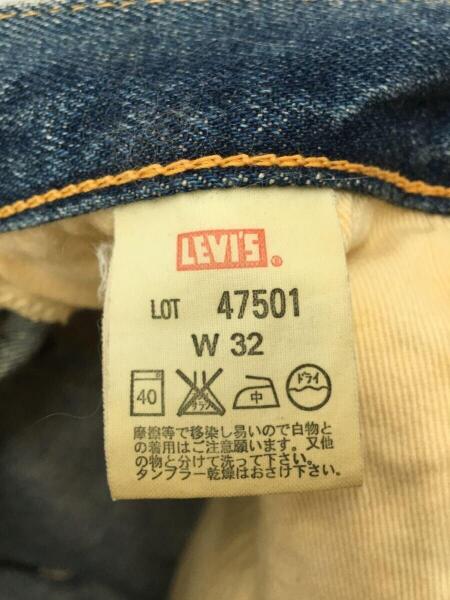 LEVI'S ®
LOT 47501
W 32
40 サラシ 中 ドライ
摩擦等で移染し易いので白物と
の着用はご注意願います。又他
の物と分けて洗って下さい。
タンブラー乾燥はおさけ下さい。